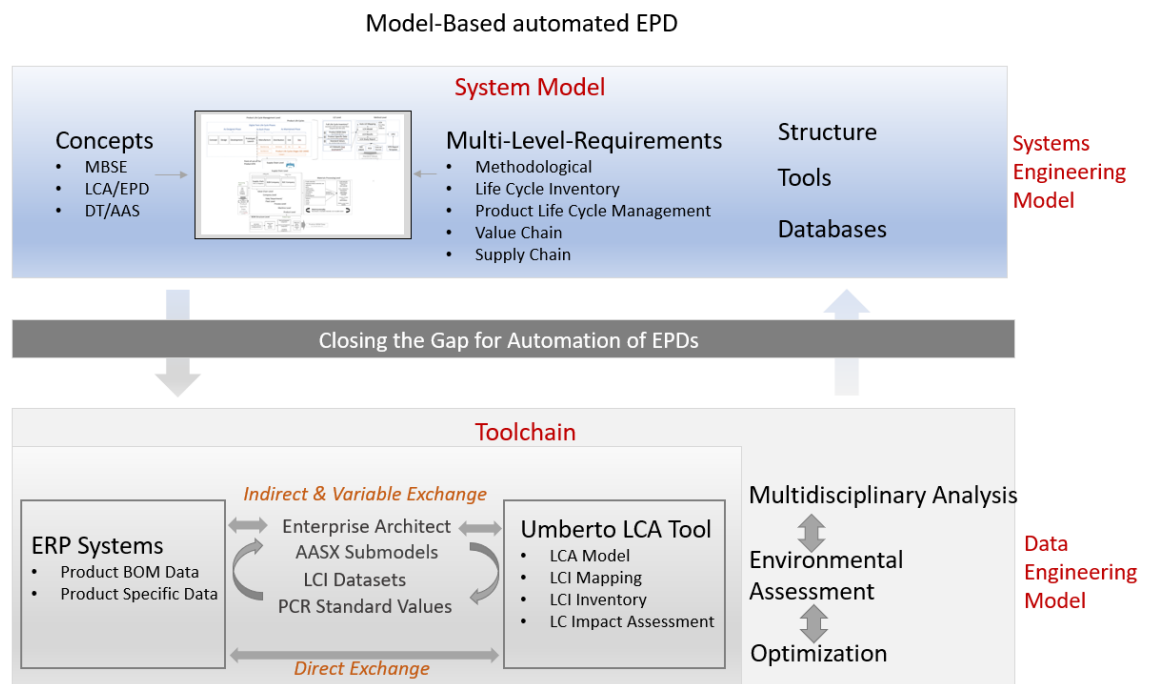 Model-Based automated EPD
System Model
Concepts
• MBSE
• LCA/EPD
• DT/AAS
Multi-Level-Requirements
• Methodological
• Life Cycle Inventory
• Product Life Cycle Management
• Value Chain
• Supply Chain
Structure
Tools
Databases
Systems
Engineering
Model
Closing the Gap for Automation of EPDs
Toolchain
ERP Systems
• Product BOM Data
• Product Specific Data
Indirect & Variable Exchange
Enterprise Architect
AASX Submodels
LCI Datasets
PCR Standard Values
Direct Exchange
Umberto LCA Tool
• LCA Model
• LCI Mapping
• LCI Inventory
• LC Impact Assessment
Multidisciplinary Analysis
Environmental
Assessment
Optimization
Data
Engineering
Model